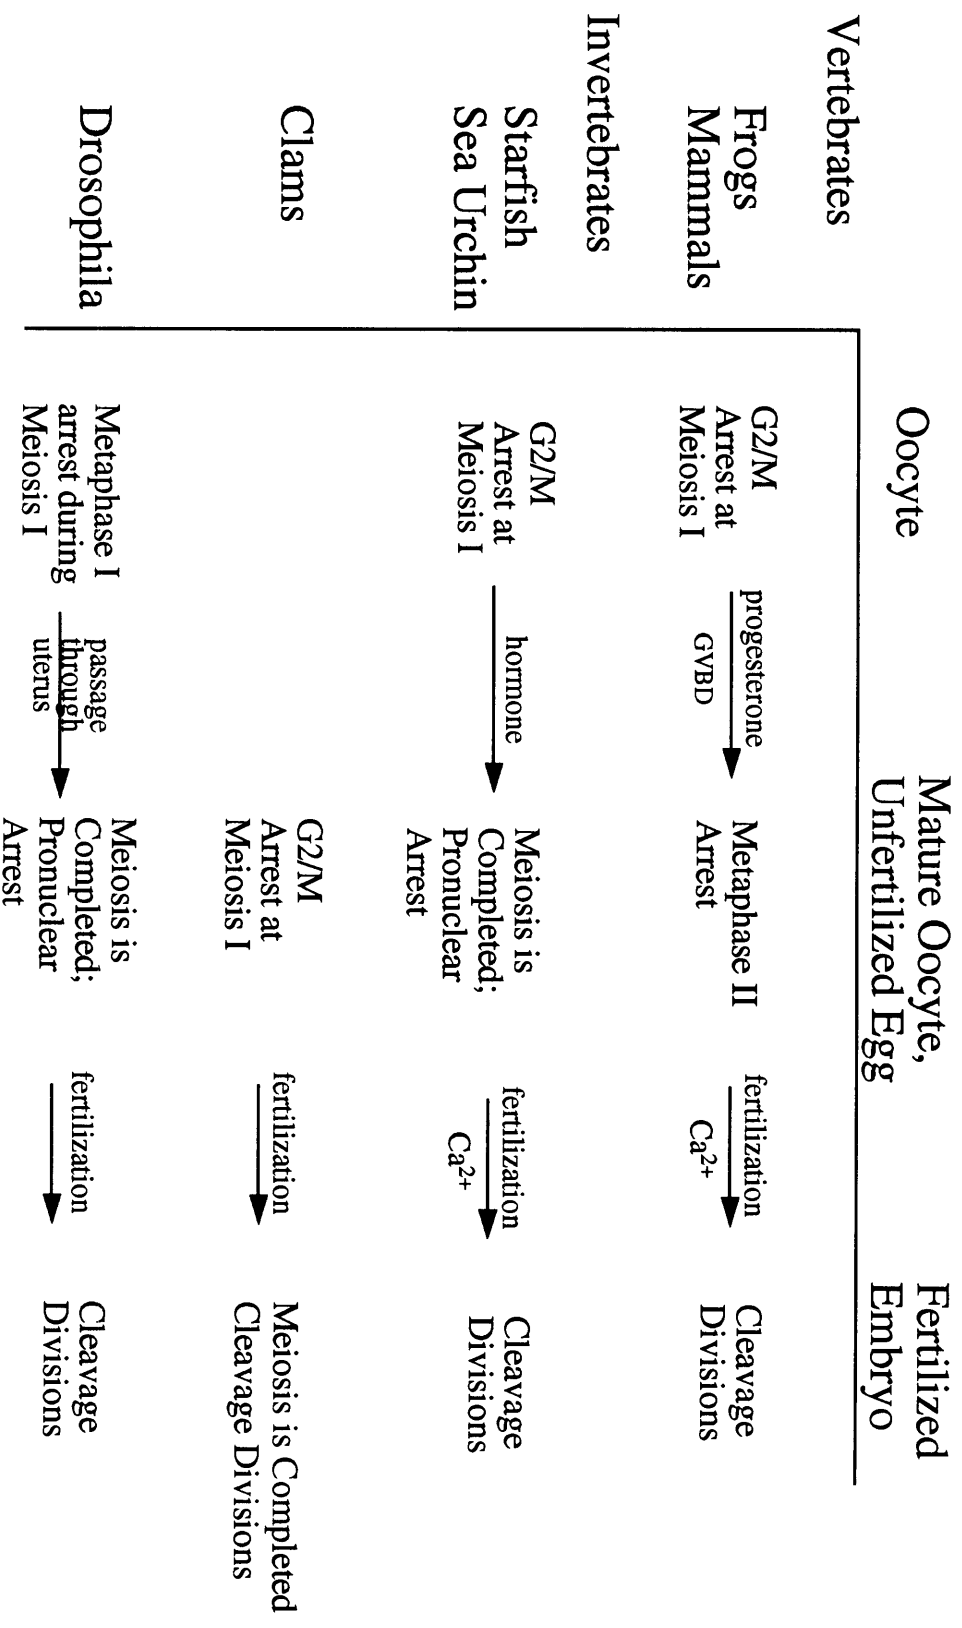 Oocyte
Mature Oocyte,
Unfertilized Egg
Fertilized
Embryo
Vertebrates
Frogs
Mammals
G2/M
Arrest at
Meiosis I
progesterone
GVBD
Metaphase II
Arrest
fertilization
Ca2+
Cleavage
Divisions
Invertebrates
Starfish
Sea Urchin
G2/M
Arrest at
Meiosis I
hormone
Meiosis is
Completed;
Pronuclear
Arrest
fertilization
Ca2+
Cleavage
Divisions
Clams
G2/M
Arrest at
Meiosis I
fertilization
Meiosis is Completed
Cleavage Divisions
Drosophila
Metaphase I
arrest during
Meiosis I
passage
through
uterus
Meiosis is
Completed;
Pronuclear
Arrest
fertilization
Cleavage
Divisions